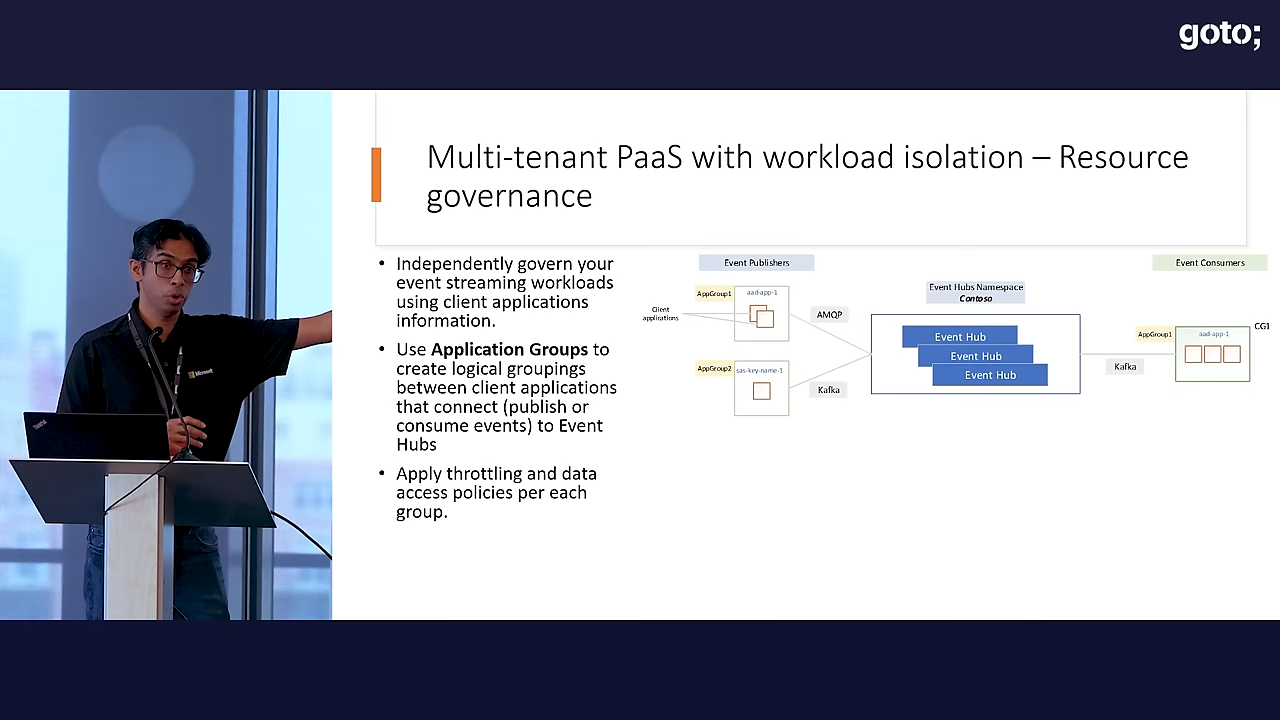 goto;
Multi-tenant PaaS with workload isolation – Resource
governance
• Independently govern your
event streaming workloads
using client applications
information.
• Use Application Groups to
create logical groupings
between client applications
that connect (publish or
consume events) to Event
Hubs
• Apply throttling and data
access policies per each
group.
Event Publishers
Event Consumers
AppGroup1
aad-app-1
Client
applications
AMQP
AppGroup2
sas-key-name-1
Kafka
Event Hubs Namespace
Contoso
Event Hub
Event Hub
Event Hub
Kafka
AppGroup1
aad-app-1
CG1
Microsoft
ThinkPad